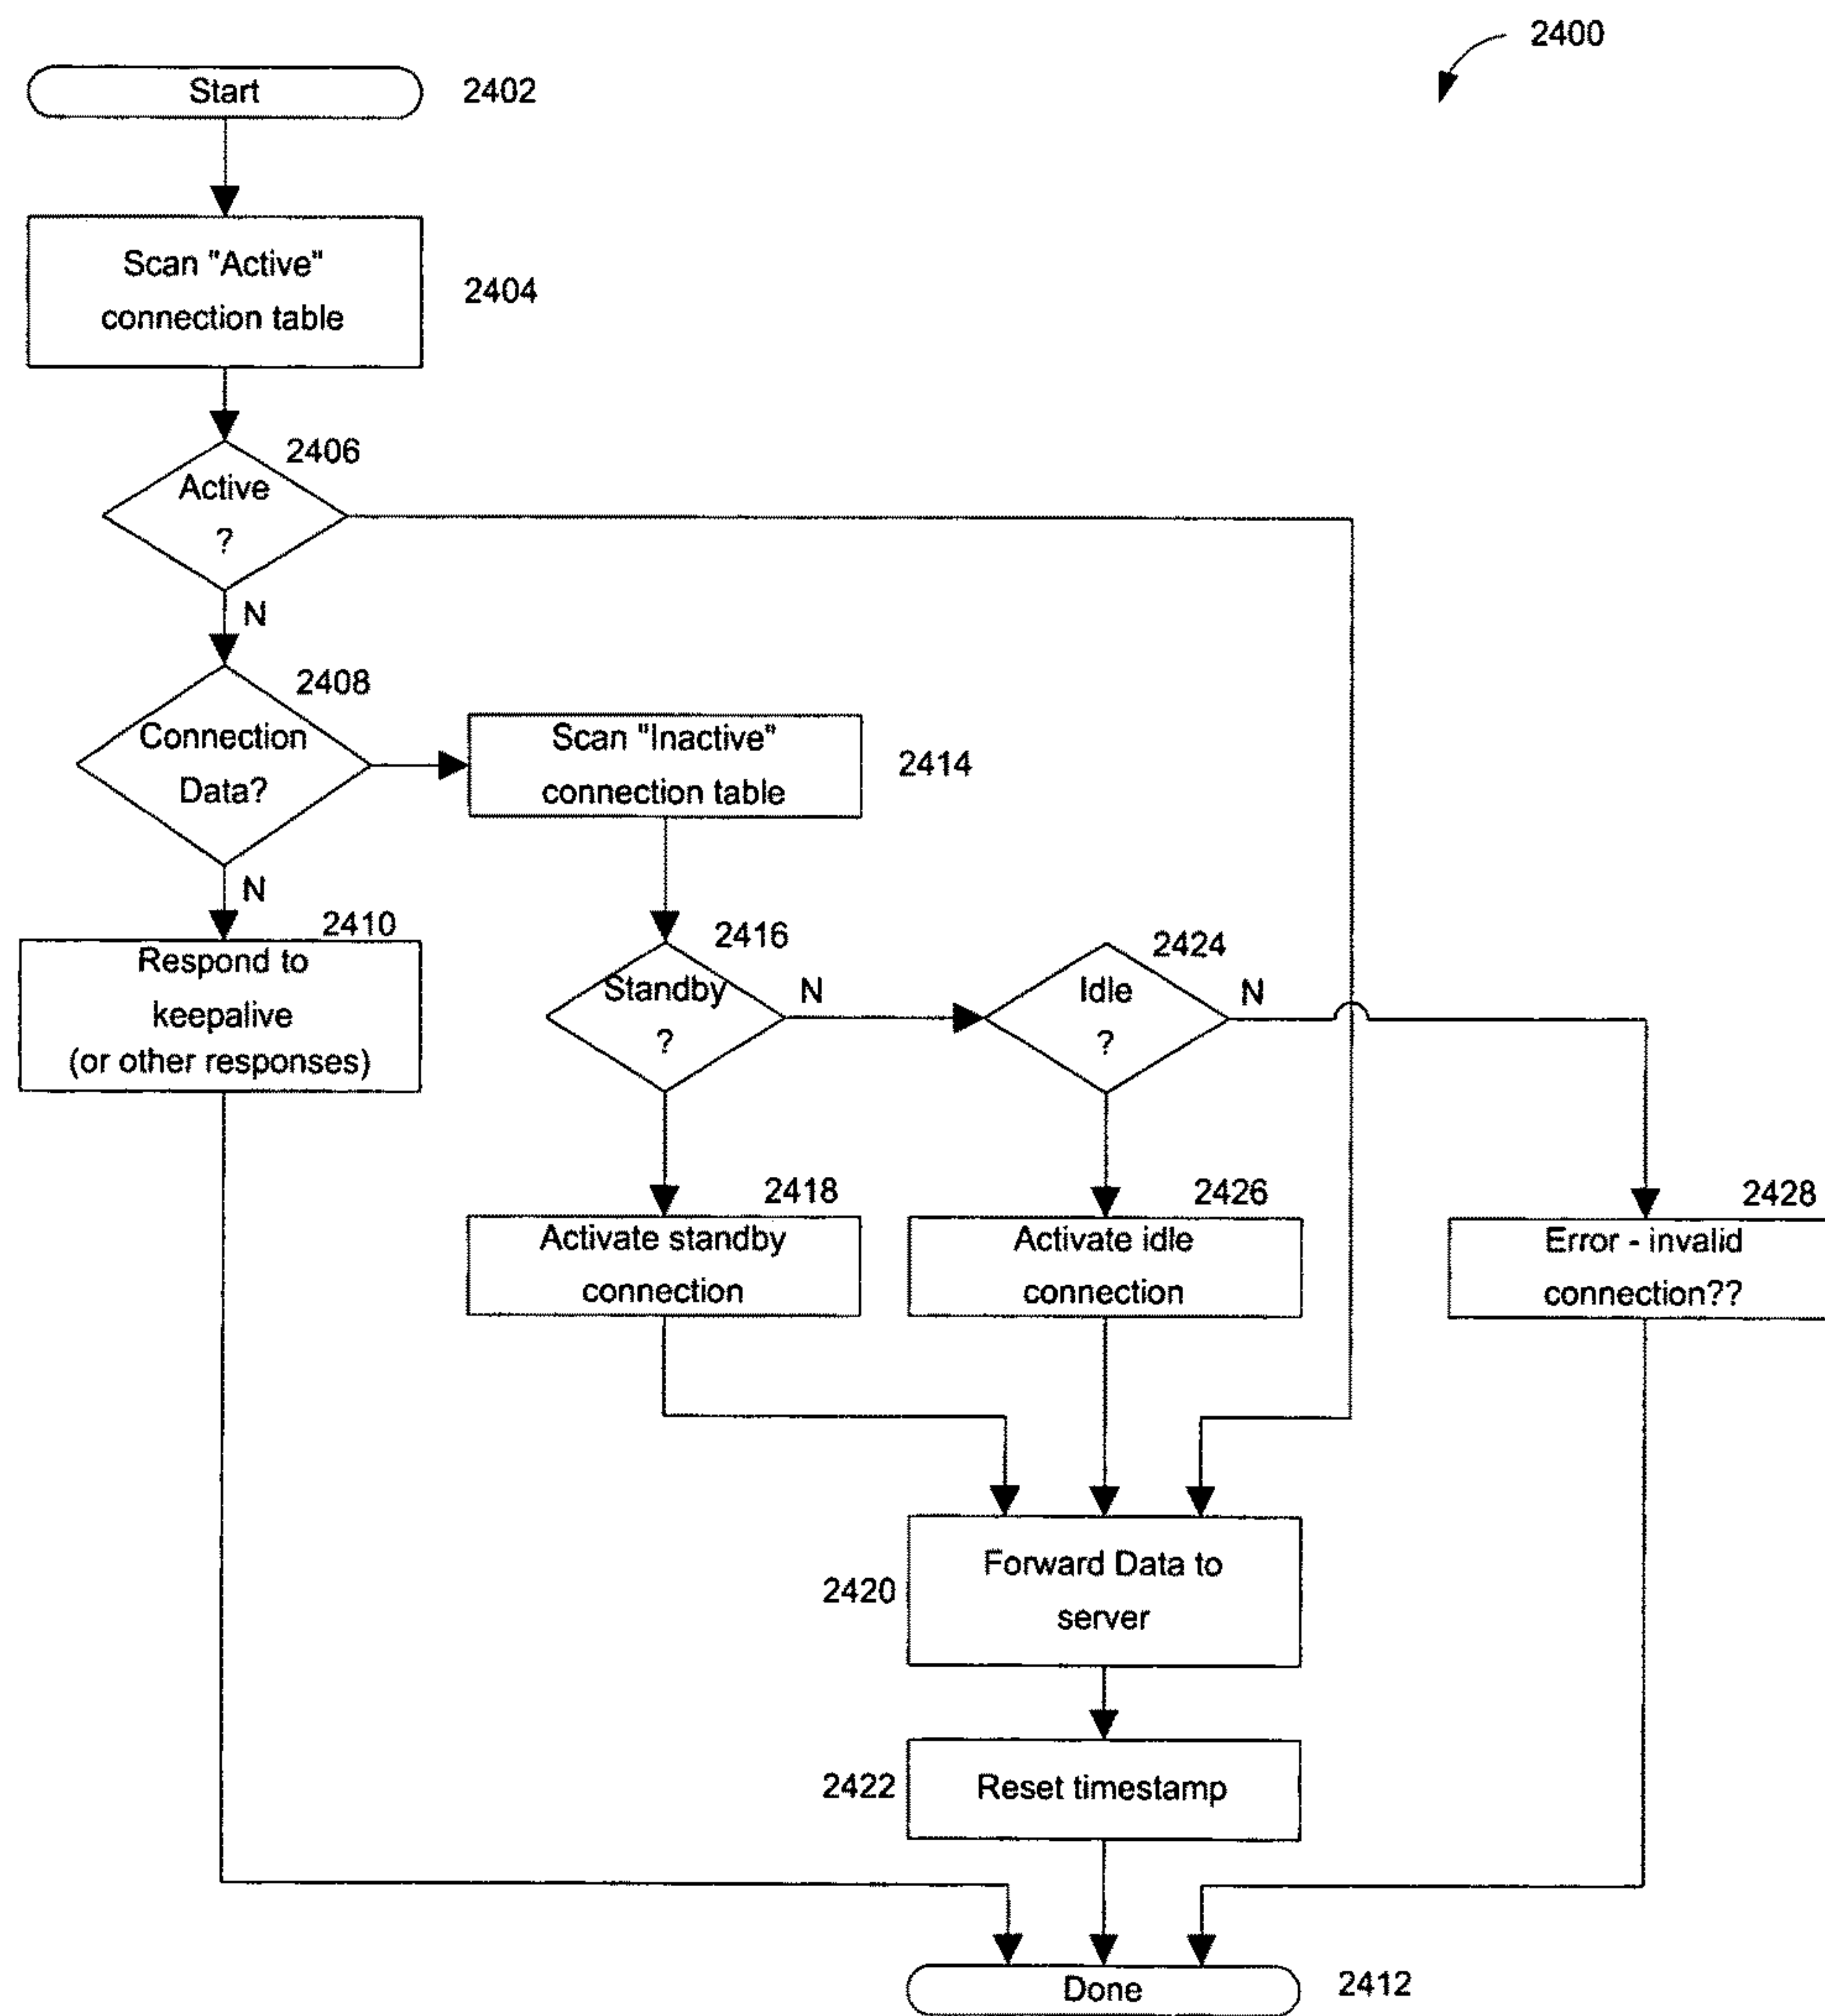 2400
Start
2402
Scan "Active"
connection table
2404
2406
Active
?
N
2408
Connection
Data?
Scan "Inactive"
connection table
2414
N
2410
Respond to
keepalive
(or other responses)
2416
Standby
?
N
2424
Idle
?
N
2418
Activate standby
connection
2426
Activate idle
connection
2428
Error - invalid
connection??
2420
Forward Data to
server
2422
Reset timestamp
Done
2412